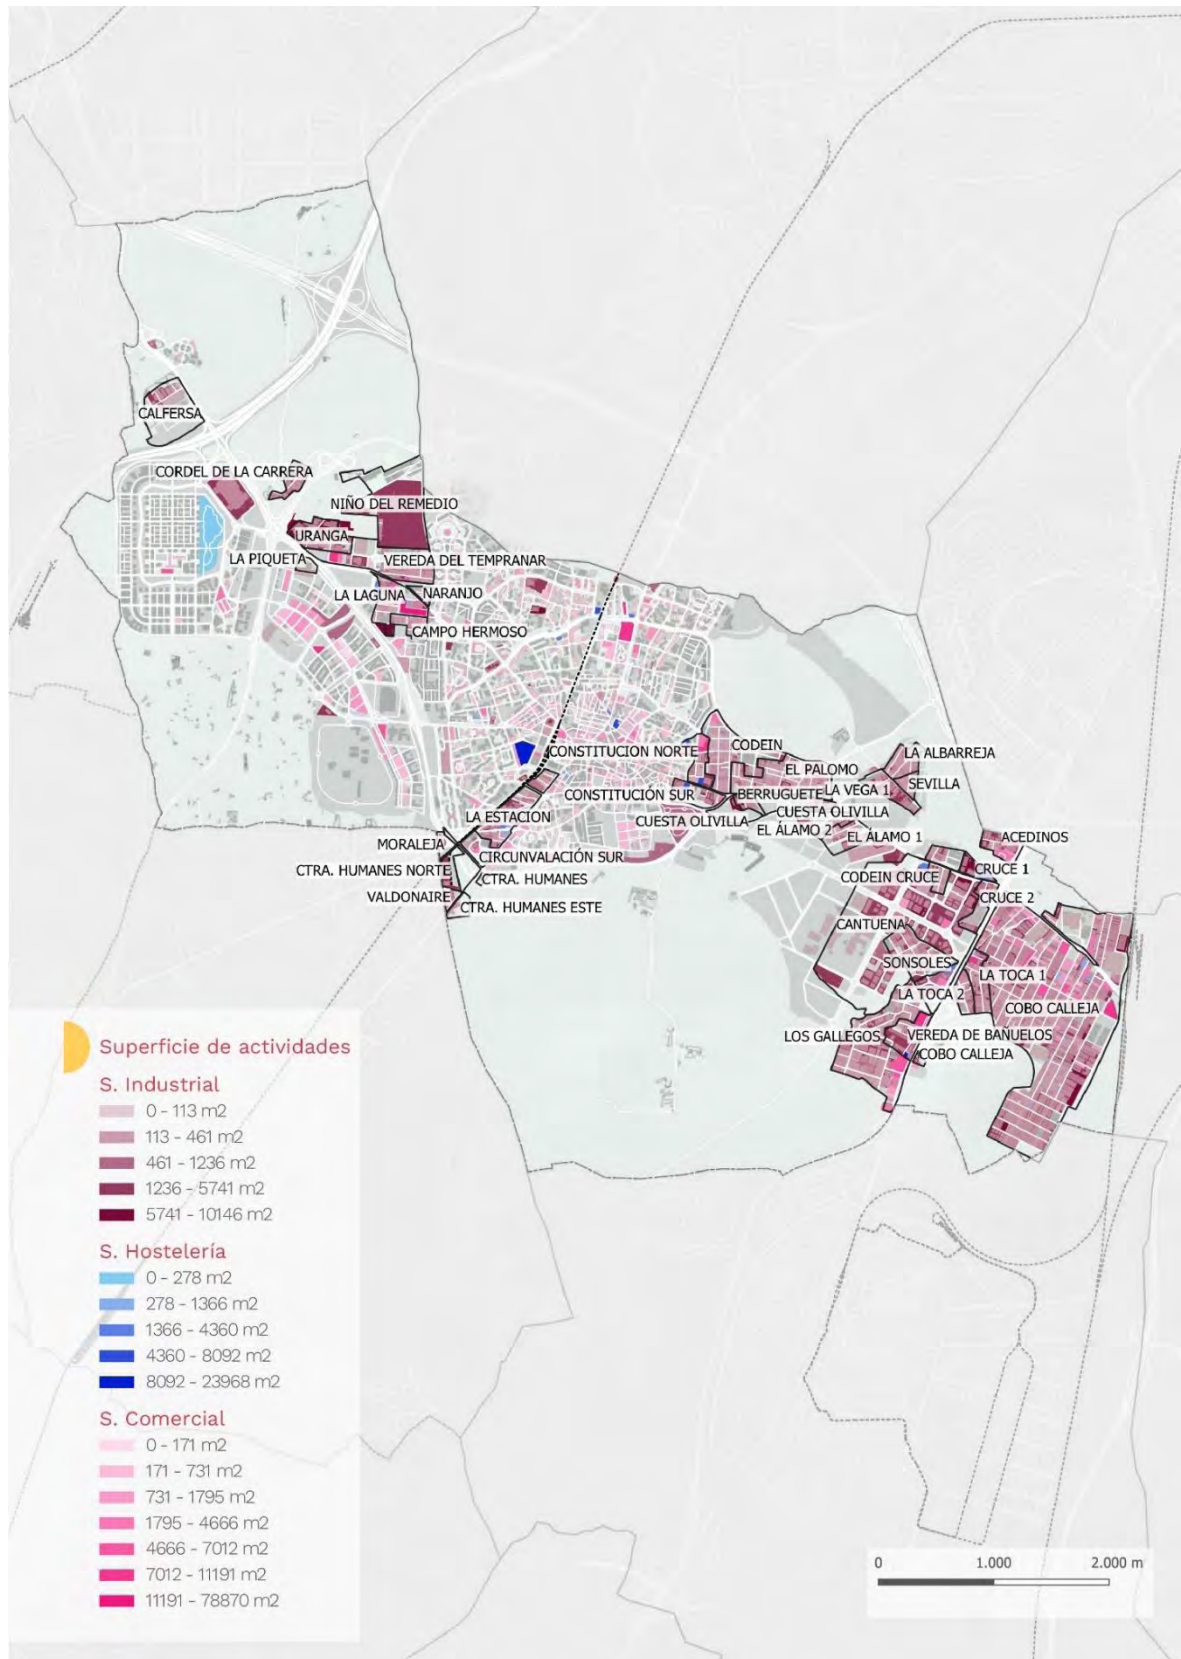 CALFERSA
CORDEL DE LA CARRERA
NIÑO DEL REMEDIO
URANGA
LA PIQUETA
VEREDA DEL TEMPRANAR
LA LAGUNA
NARANJO
CAMPO HERMOSO
CONSTITUCION NORTE
CODEIN
LA ALBARREJA
EL PALOMO
SEVILLA
CONSTITUCIÓN SUR
BERRUGUETE
LA VEGA 1
LA ESTACION
CUESTA OLIVILLA
CUESTA OLIVILLA
EL ÁLAMO 2
EL ÁLAMO 1
ACEDINOS
MORALEJA
CIRCUNVALACIÓN SUR
CTRA. HUMANES NORTE
CTRA. HUMANES
CODEIN CRUCE
CRUCE 1
VALDONAIRE
CTRA. HUMANES ESTE
CRUCE 2
CANTUENA
SONSOLES
LA TOCA 1
LA TOCA 2
COBO CALLEJA
LOS GALLEGOS
VEREDA DE BAÑUELOS
COBO CALLEJA
Superficie de actividades
S. Industrial
0 - 113 m2
113 - 461 m2
461 - 1236 m2
1236 - 5741 m2
5741 - 10146 m2
S. Hostelería
0 - 278 m2
278 - 1366 m2
1366 - 4360 m2
4360 - 8092 m2
8092 - 23968 m2
S. Comercial
0 - 171 m2
171 - 731 m2
731 - 1795 m2
1795 - 4666 m2
4666 - 7012 m2
7012 - 11191 m2
11191 - 78870 m2
0 1.000 2.000 m